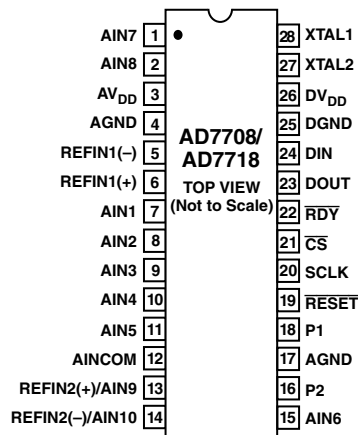 AIN7 1
AIN8 2
AVDD 3
AGND 4
REFIN1(–) 5
REFIN1(+) 6
AIN1 7
AIN2 8
AIN3 9
AIN4 10
AIN5 11
AINCOM 12
REFIN2(+)/AIN9 13
REFIN2(–)/AIN10 14
AD7708/
AD7718
TOP VIEW
(Not to Scale)
28 XTAL1
27 XTAL2
26 DVDD
25 DGND
24 DIN
23 DOUT
22 RDY
21 CS
20 SCLK
19 RESET
18 P1
17 AGND
16 P2
15 AIN6